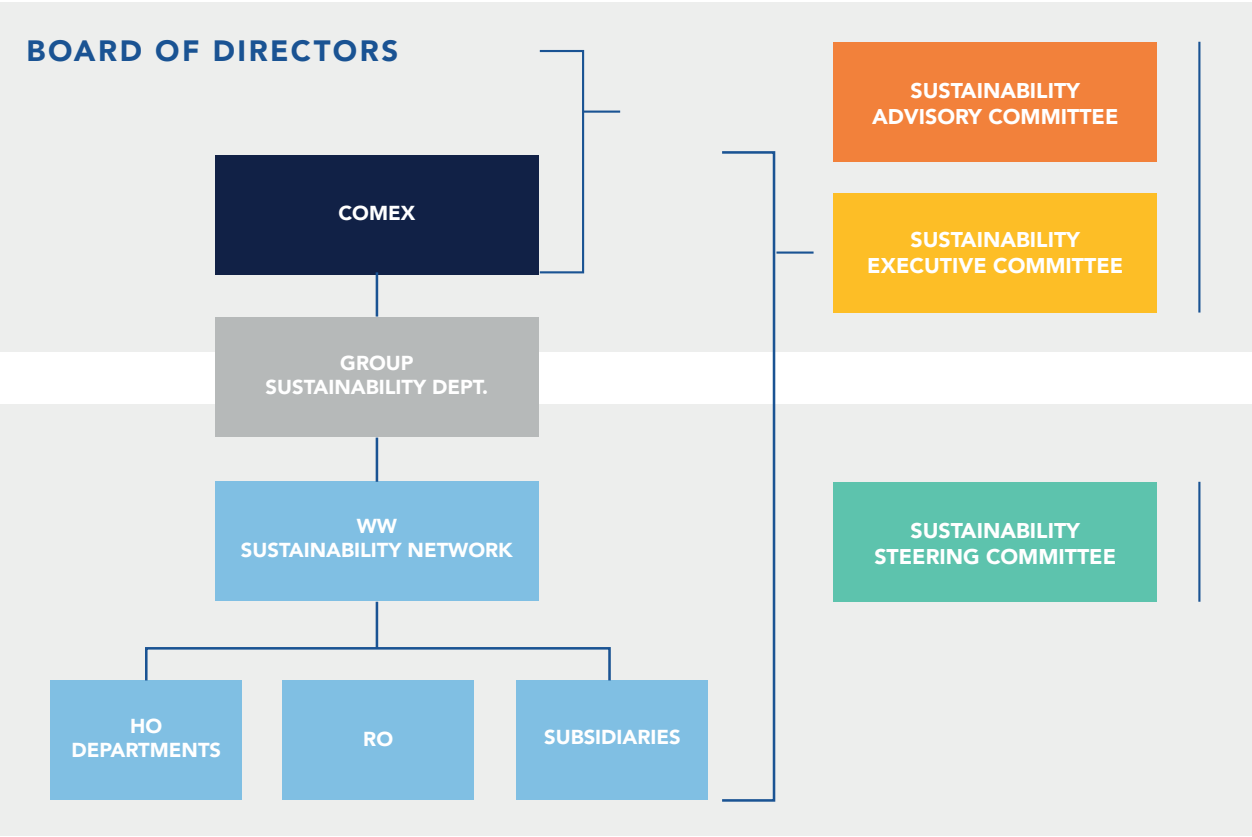 BOARD OF DIRECTORS
SUSTAINABILITY
ADVISORY COMMITTEE
COMEX
SUSTAINABILITY
EXECUTIVE COMMITTEE
GROUP
SUSTAINABILITY DEPT.
WW
SUSTAINABILITY NETWORK
SUSTAINABILITY
STEERING COMMITTEE
HO
DEPARTMENTS
RO
SUBSIDIARIES